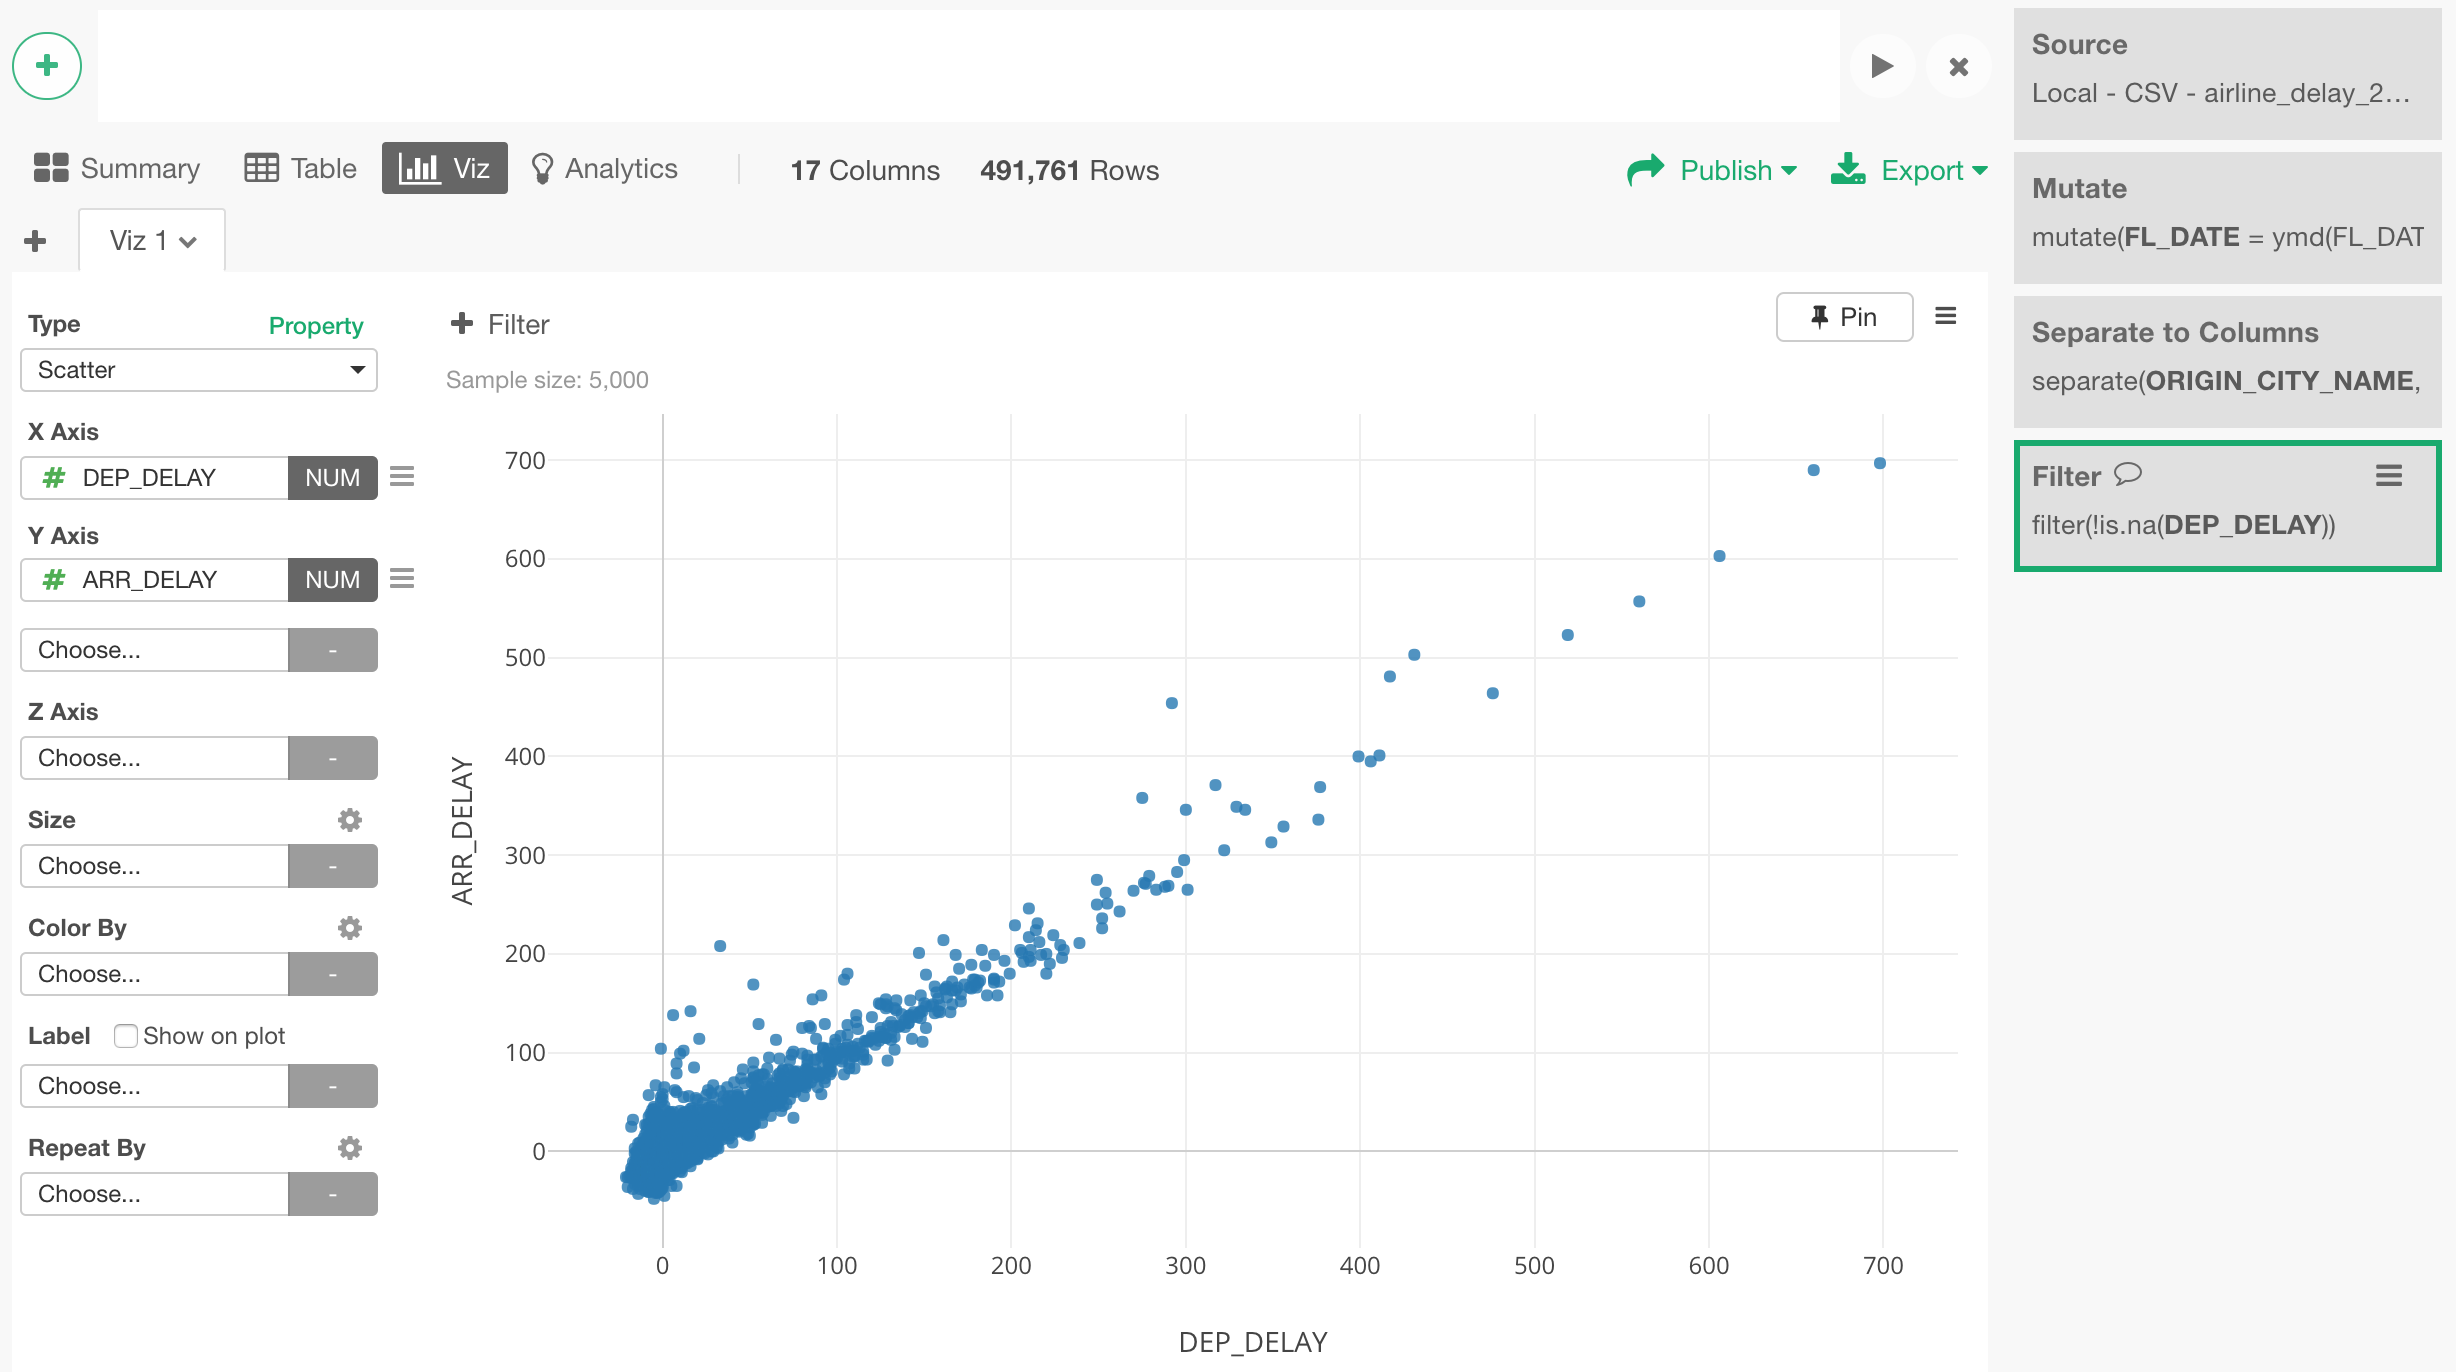 Source
Local - CSV - airline_delay_2...
Summary
Table
Viz
Analytics
17 Columns
491,761 Rows
Publish
Export
Mutate
mutate(FL_DATE = ymd(FL_DAT
Viz 1
Separate to Columns
separate(ORIGIN_CITY_NAME,
Filter
filter(!is.na(DEP_DELAY))
Type
Property
Scatter
X Axis
# DEP_DELAY NUM
Y Axis
# ARR_DELAY NUM
Choose... -
Z Axis
Choose... -
Size
Choose... -
Color By
Choose... -
Label
Show on plot
Choose... -
Repeat By
Choose... -
Filter
Pin
Sample size: 5,000
ARR_DELAY
700
600
500
400
300
200
100
0
0 100 200 300 400 500 600 700
DEP_DELAY